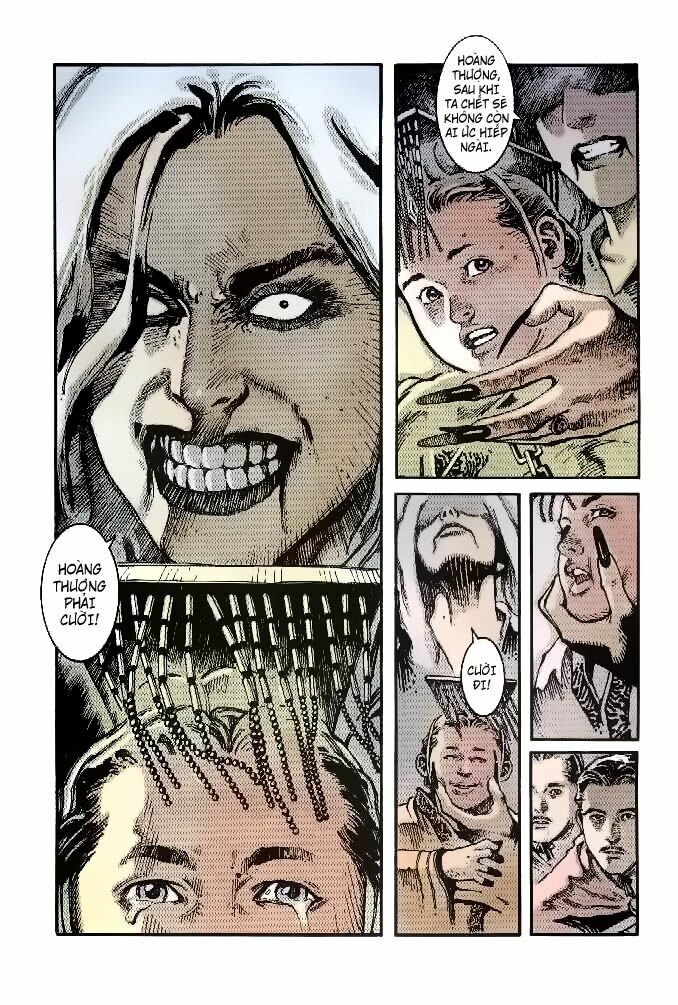 HOÀNG
THƯỢNG
PHẢI
CƯỜI!
HOÀNG
THƯỢNG,
SAU KHI
TA CHẾT SẼ
KHÔNG CÒN
AI ỨC HIẾP
NGÀI.
CƯỜI
ĐI!